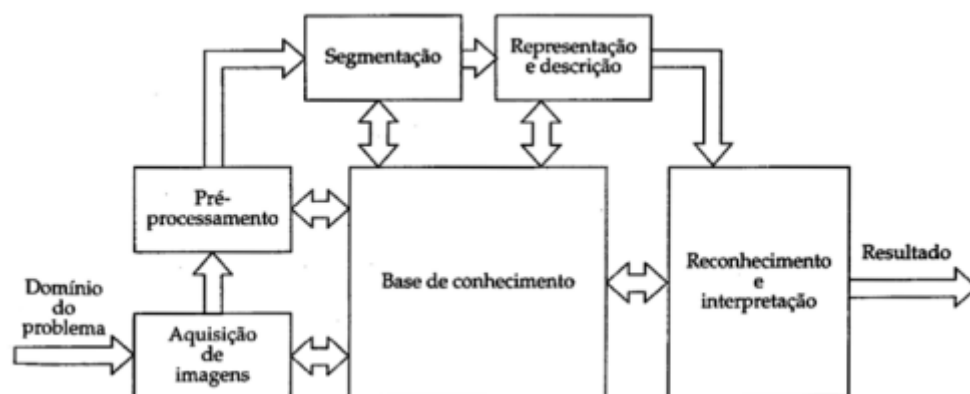 Segmentação
Representação
e descrição
Pré-
processamento
Base de conhecimento
Reconhecimento
e
interpretação
Resultado
Domínio
do
problema
Aquisição
de
imagens